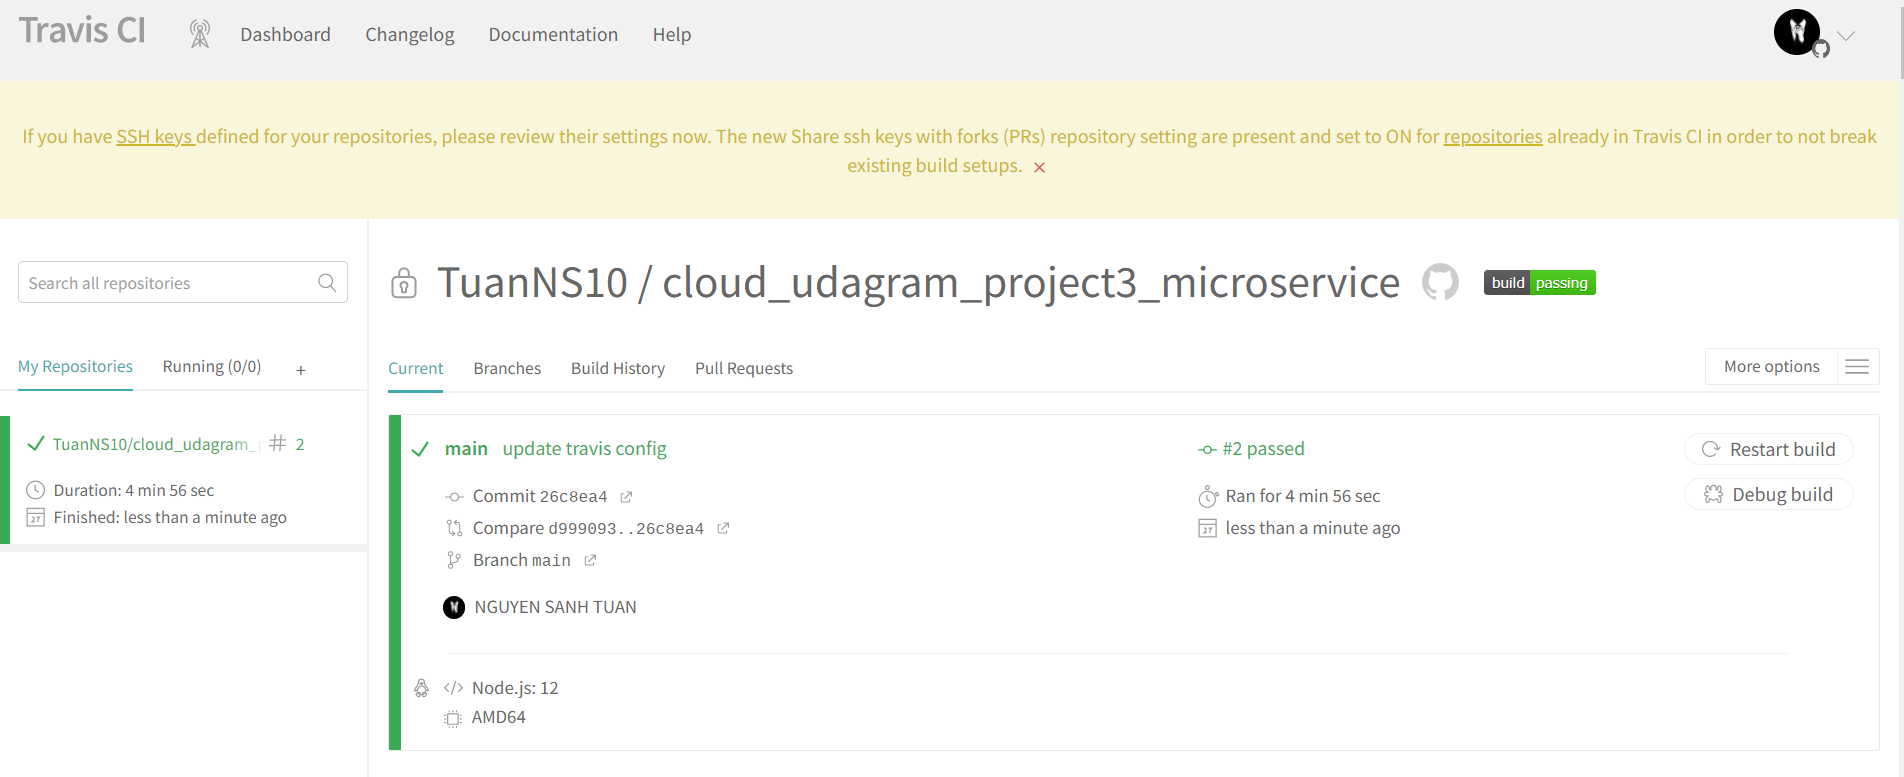 Travis CI
Dashboard
Changelog
Documentation
Help
If you have SSH keys defined for your repositories, please review their settings now. The new Share ssh keys with forks (PRs) repository setting are present and set to ON for repositories already in Travis CI in order to not break
existing build setups.
Search all repositories
My Repositories
Running (0/0)
+
TuanNS10/cloud_udagram_
# 2
Duration: 4 min 56 sec
27
Finished: less than a minute ago
TuanNS10 / cloud_udagram_project3_microservice
build passing
Current
Branches
Build History
Pull Requests
More options
main update travis config
Commit 26c8ea4
Compare d999093..26c8ea4
Branch main
NGUYEN SANH TUAN
#2 passed
Ran for 4 min 56 sec
27
less than a minute ago
Restart build
Debug build
</> Node.js: 12
AMD64